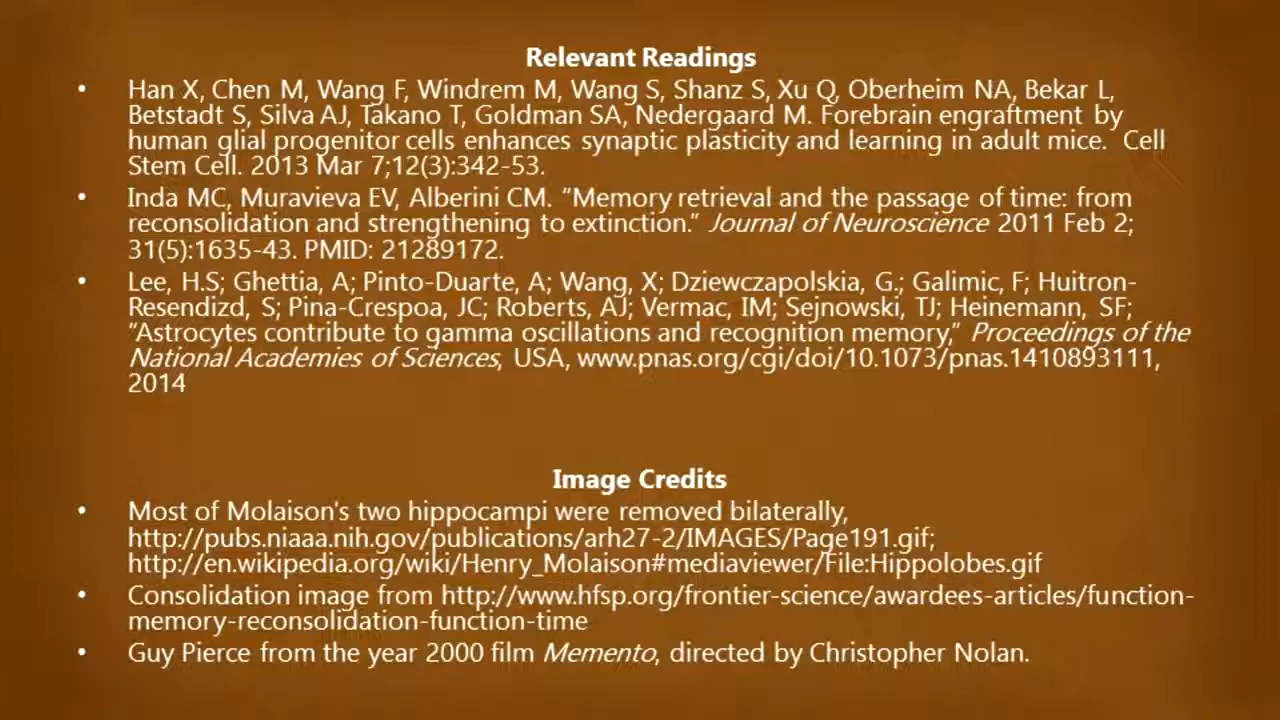 Relevant Readings
• Han X, Chen M, Wang F, Windrem M, Wang S, Shanz S, Xu Q, Oberheim NA, Bekar L,
Betstadt S, Silva AJ, Takano T, Goldman SA, Nedergaard M. Forebrain engraftment by
human glial progenitor cells enhances synaptic plasticity and learning in adult mice. Cell
Stem Cell. 2013 Mar 7;12(3):342-53.
• Inda MC, Muravieva EV, Alberini CM. “Memory retrieval and the passage of time: from
reconsolidation and strengthening to extinction.” Journal of Neuroscience 2011 Feb 2;
31(5):1635-43. PMID: 21289172.
• Lee, H.S; Ghettia, A; Pinto-Duarte, A; Wang, X; Dziewczapolskia, G.; Galimic, F; Huitron-
Resendizd, S; Pina-Crespoa, JC; Roberts, AJ; Vermac, IM; Sejnowski, TJ; Heinemann, SF;
“Astrocytes contribute to gamma oscillations and recognition memory,” Proceedings of the
National Academies of Sciences, USA, www.pnas.org/cgi/doi/10.1073/pnas.1410893111,
2014
Image Credits
• Most of Molaison's two hippocampi were removed bilaterally,
http://pubs.niaaa.nih.gov/publications/arh27-2/IMAGES/Page191.gif;
http://en.wikipedia.org/wiki/Henry_Molaison#mediaviewer/File:Hippolobes.gif
• Consolidation image from http://www.hfsp.org/frontier-science/awardees-articles/function-
memory-reconsolidation-function-time
• Guy Pierce from the year 2000 film Memento, directed by Christopher Nolan.